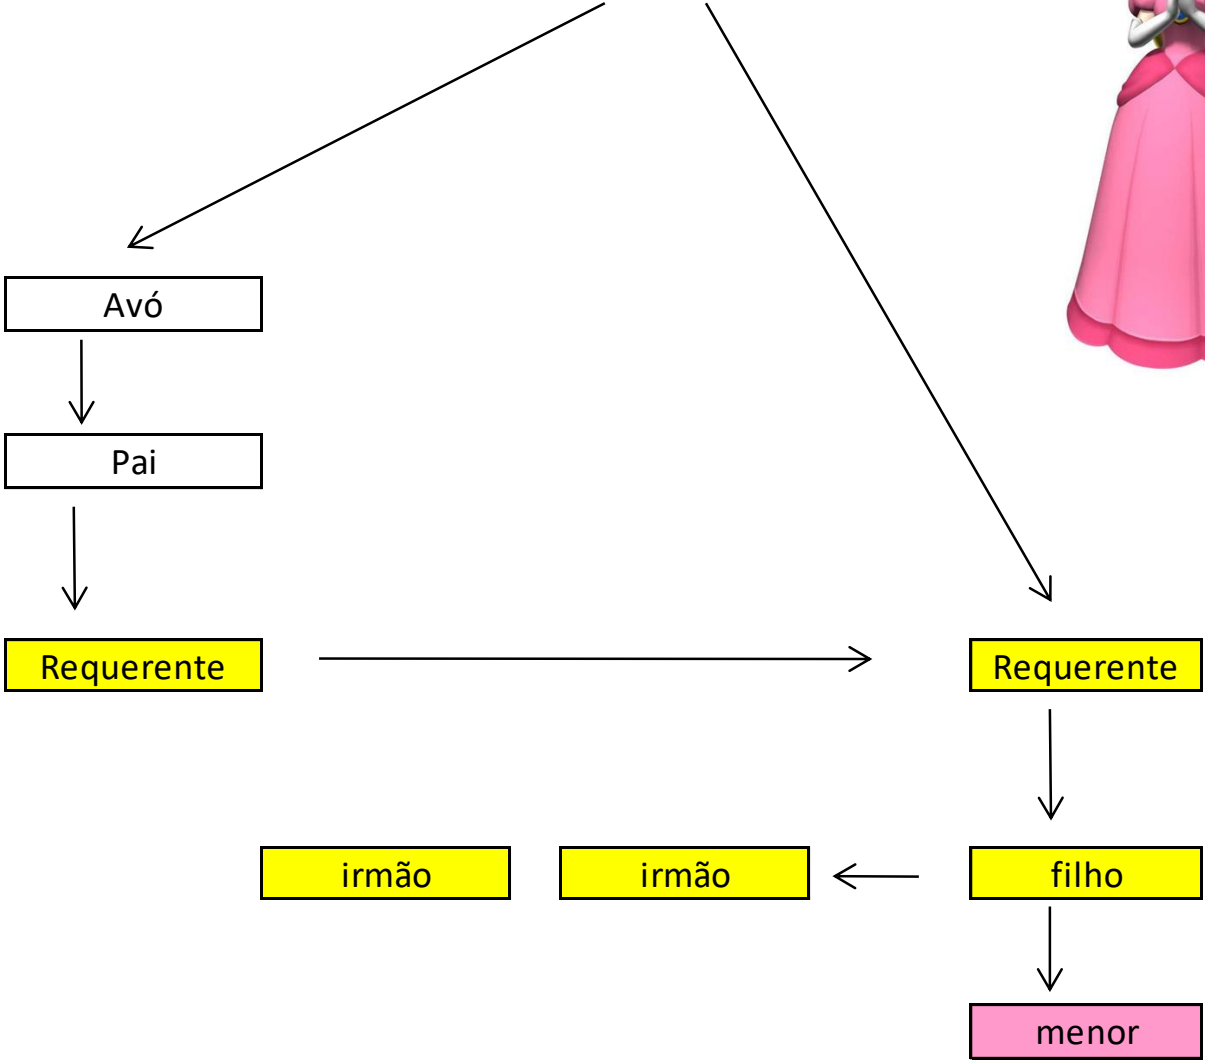 Avó
Pai
Requerente
Requerente
irmão
irmão
filho
menor